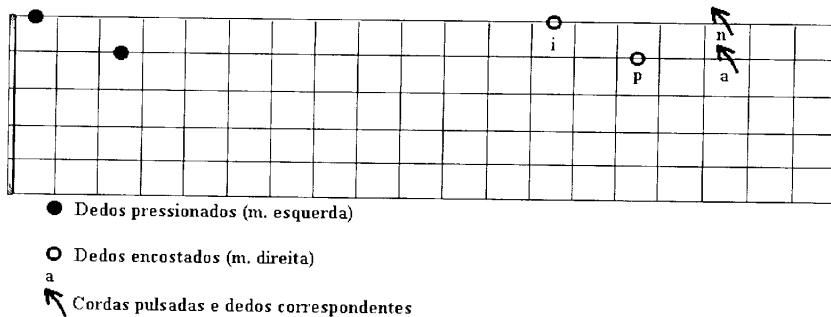 n
i
p
a
Dedos pressionados (m. esquerda)
Dedos encostados (m. direita)
a
Cordas pulsadas e dedos correspondentes